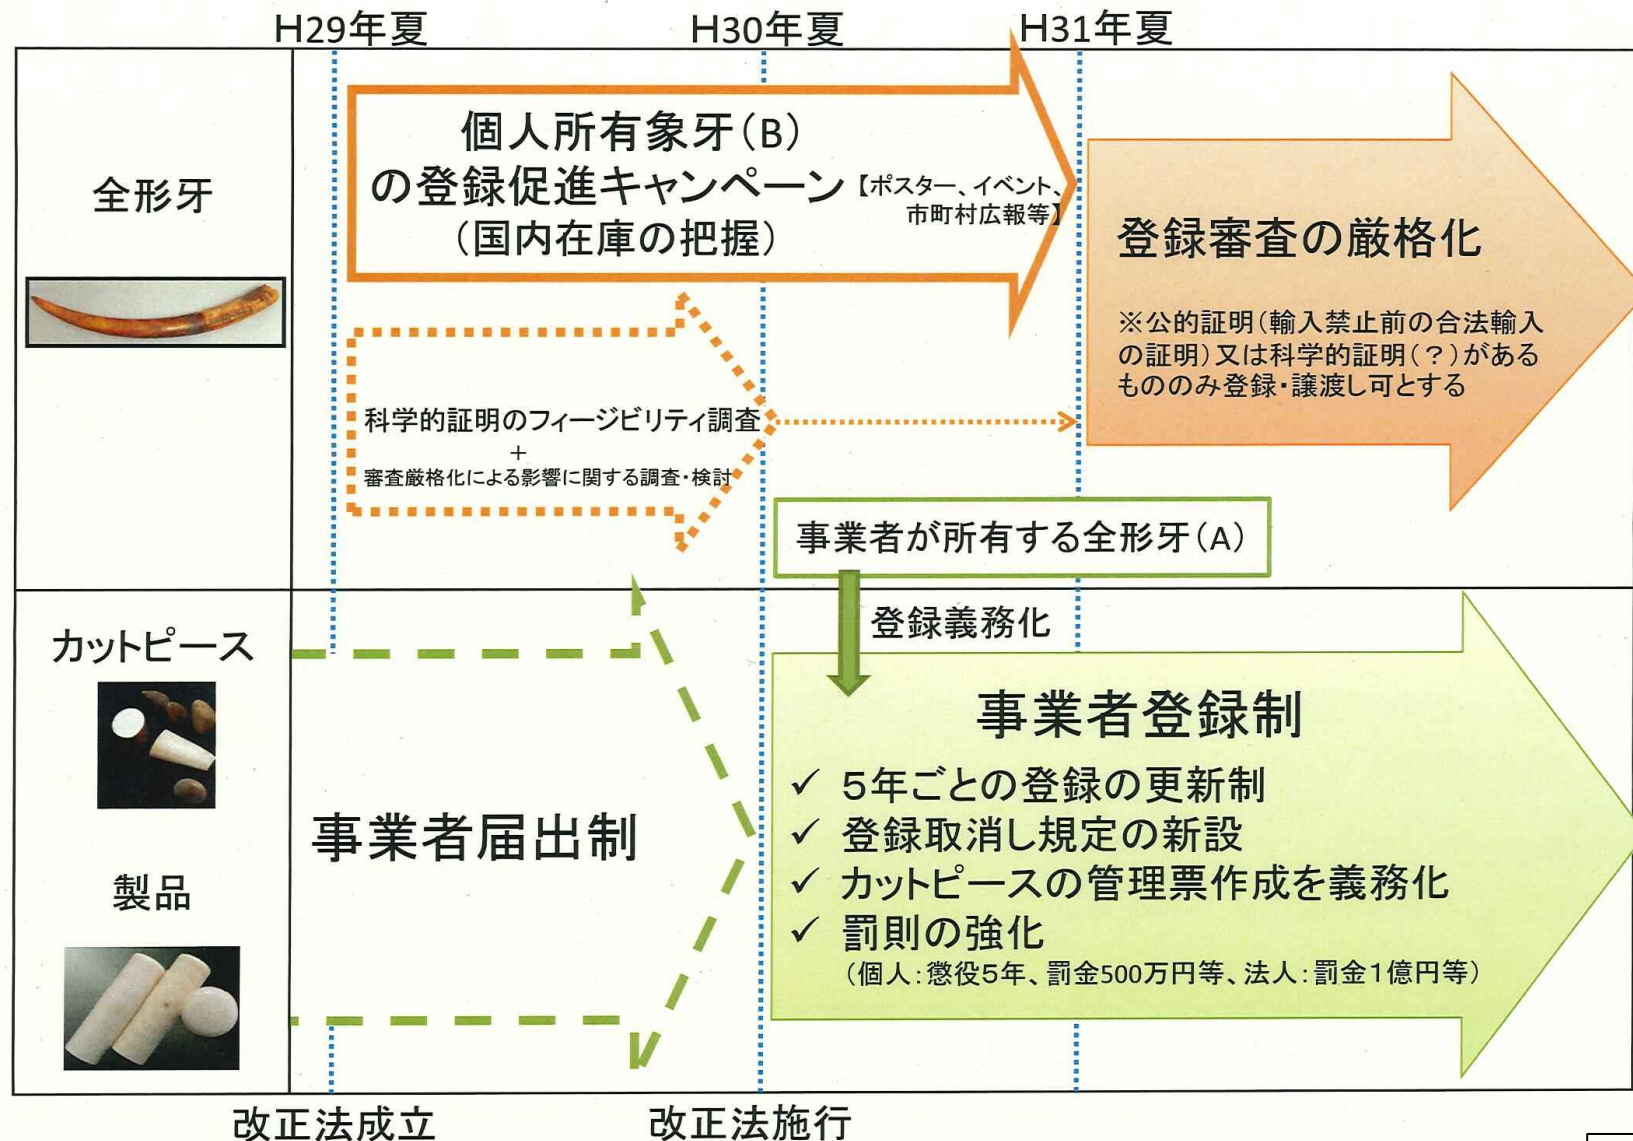 H29年夏
H30年夏
H31年夏
全形牙
個人所有象牙(B)
の登録促進キャンペーン
(国内在庫の把握)
【ポスター、イベント、
市町村広報等】
登録審査の厳格化
※公的証明(輸入禁止前の合法輸入
の証明)又は科学的証明(?)がある
もののみ登録・譲渡し可とする
科学的証明のフィージビリティ調査
+
審査厳格化による影響に関する調査・検討
事業者が所有する全形牙(A)
登録義務化
カットピース
製品
事業者届出制
事業者登録制
✓ 5年ごとの登録の更新制
✓ 登録取消し規定の新設
✓ カットピースの管理票作成を義務化
✓ 罰則の強化
(個人:懲役5年、罰金500万円等、法人:罰金1億円等)
改正法成立
改正法施行